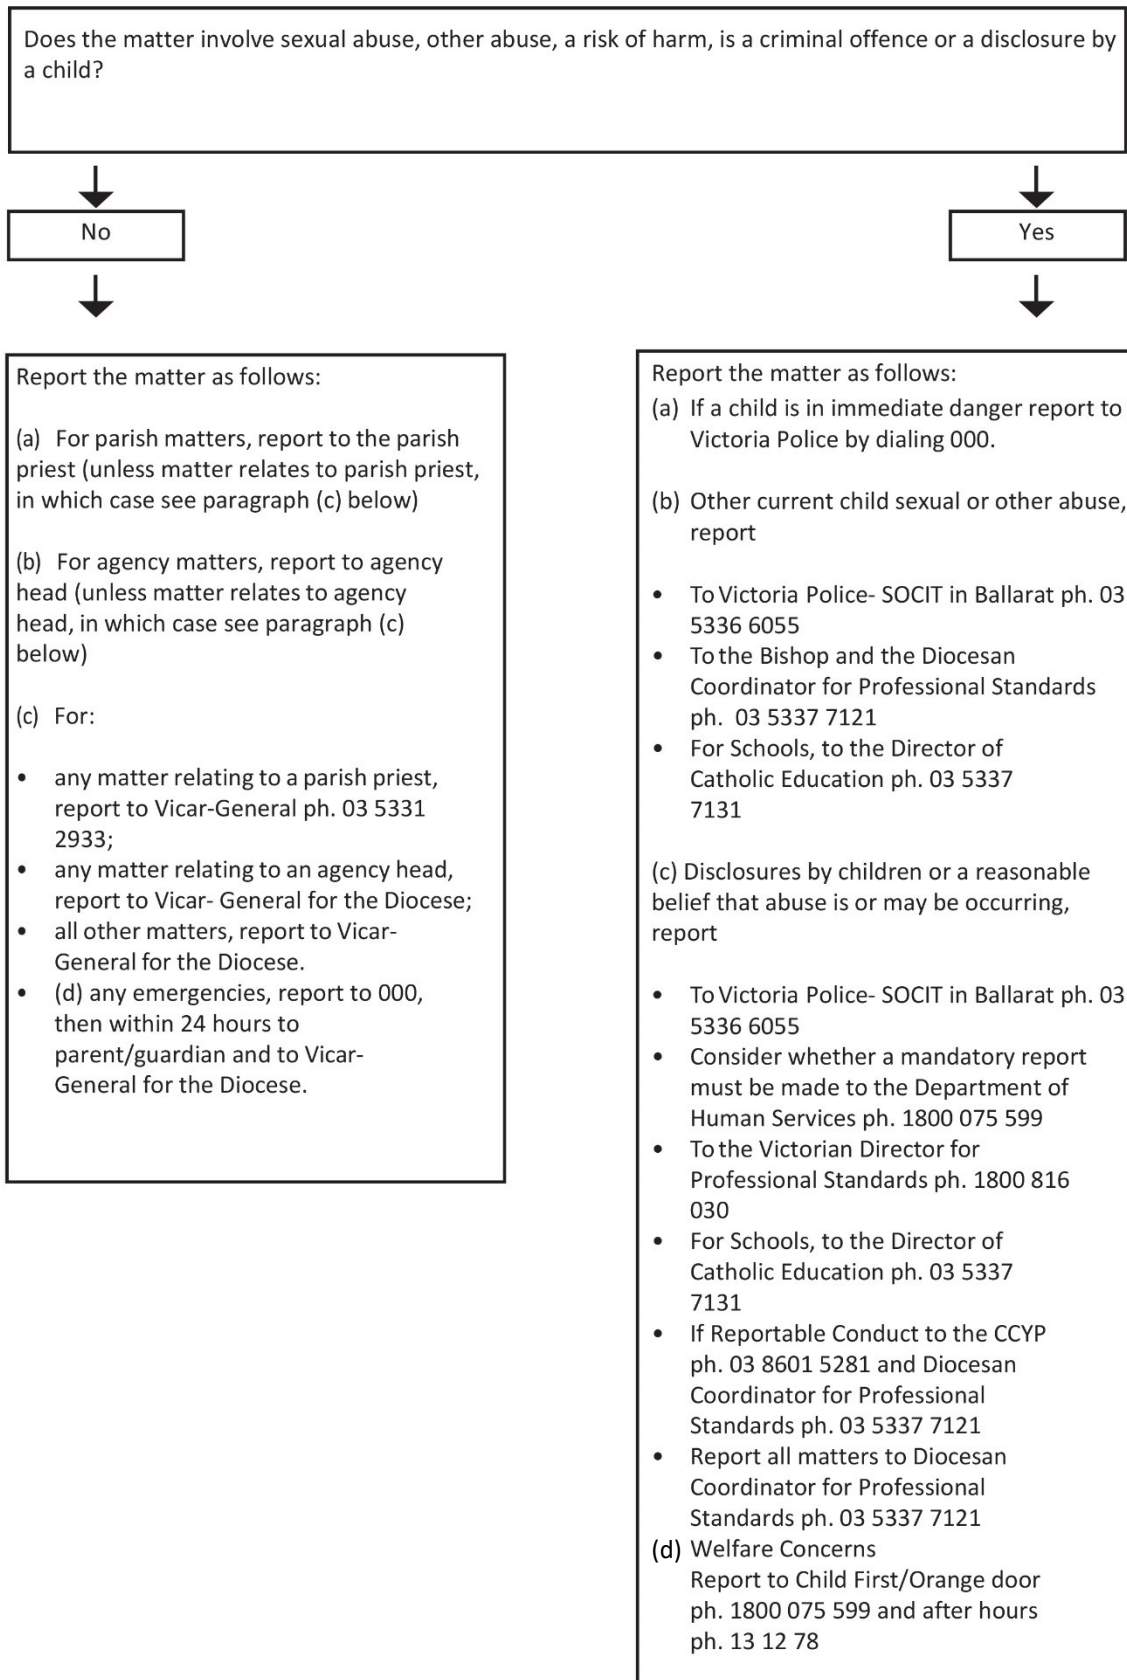 Does the matter involve sexual abuse, other abuse, a risk of harm, is a criminal offence or a disclosure by
a child?
No
Yes
Report the matter as follows:
(a) For parish matters, report to the parish
priest (unless matter relates to parish priest,
in which case see paragraph (c) below)
(b) For agency matters, report to agency
head (unless matter relates to agency
head, in which case see paragraph (c)
below)
(c) For:
• any matter relating to a parish priest,
report to Vicar-General ph. 03 5331
2933;
• any matter relating to an agency head,
report to Vicar- General for the Diocese;
• all other matters, report to Vicar-
General for the Diocese.
• (d) any emergencies, report to 000,
then within 24 hours to
parent/guardian and to Vicar-
General for the Diocese.
Report the matter as follows:
(a) If a child is in immediate danger report to
Victoria Police by dialing 000.
(b) Other current child sexual or other abuse,
report
• To Victoria Police- SOCIT in Ballarat ph. 03
5336 6055
• To the Bishop and the Diocesan
Coordinator for Professional Standards
ph. 03 5337 7121
• For Schools, to the Director of
Catholic Education ph. 03 5337
7131
(c) Disclosures by children or a reasonable
belief that abuse is or may be occurring,
report
• To Victoria Police- SOCIT in Ballarat ph. 03
5336 6055
• Consider whether a mandatory report
must be made to the Department of
Human Services ph. 1800 075 599
• To the Victorian Director for
Professional Standards ph. 1800 816
030
• For Schools, to the Director of
Catholic Education ph. 03 5337
7131
• If Reportable Conduct to the CCYP
ph. 03 8601 5281 and Diocesan
Coordinator for Professional
Standards ph. 03 5337 7121
• Report all matters to Diocesan
Coordinator for Professional
Standards ph. 03 5337 7121
(d) Welfare Concerns
Report to Child First/Orange door
ph. 1800 075 599 and after hours
ph. 13 12 78